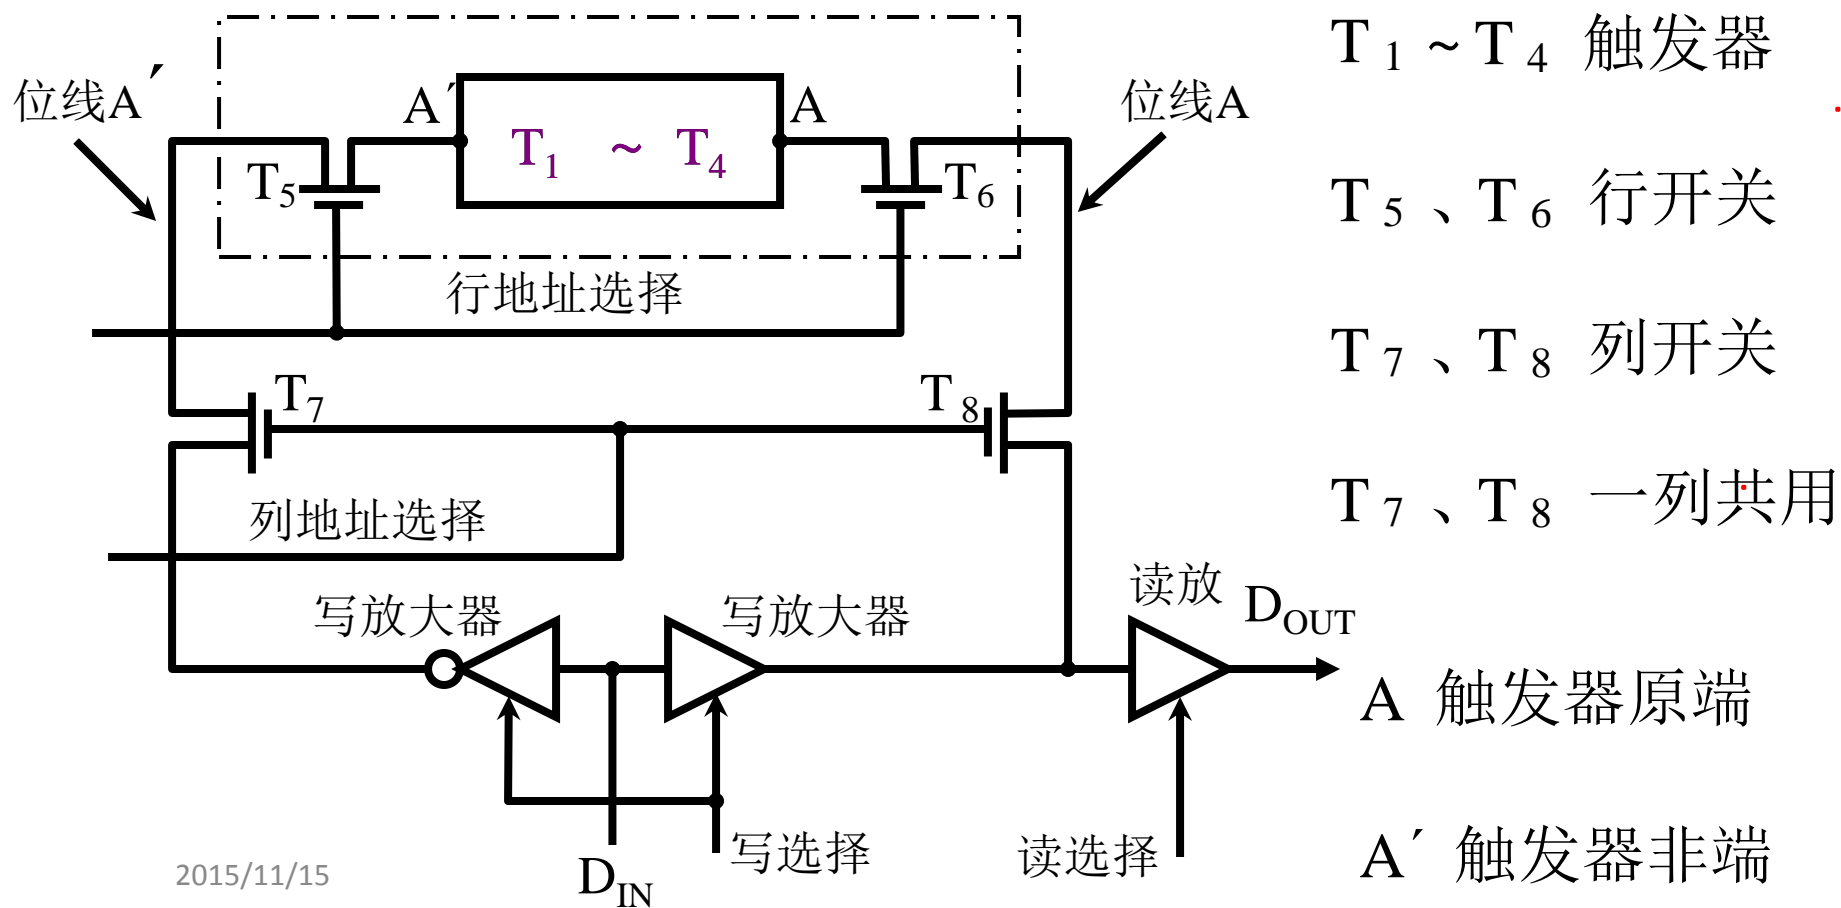 位线A′
A′
A
位线A
T1 ~ T4
T5
T6
行地址选择
T7
T8
列地址选择
写放大器
写放大器
读放
DOUT
写选择
读选择
DIN
2015/11/15
T1 ~ T4 触发器
T5 、T6 行开关
T7 、T8 列开关
T7 、T8 一列共用
A 触发器原端
A′ 触发器非端